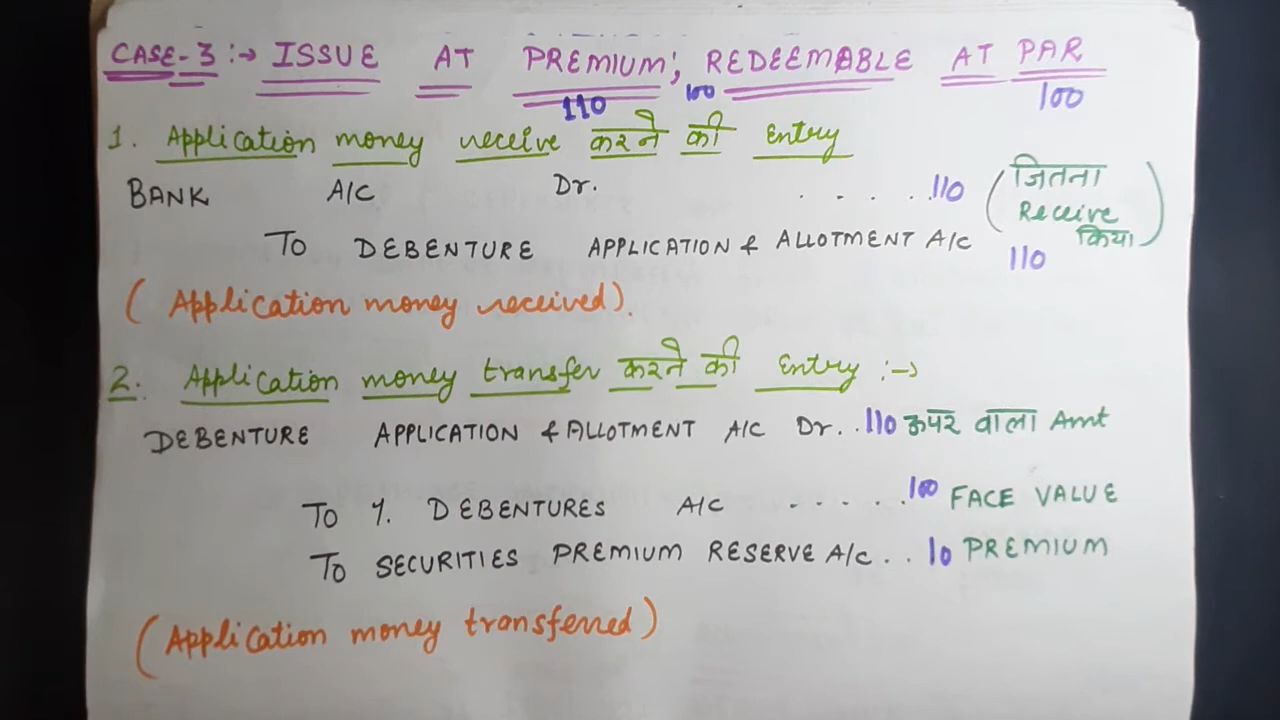 CASE-3 :→ ISSUE AT PREMIUM; REDEEMABLE AT PAR
110 100 100
1. Application money receive करने की Entry
BANK A/C Dr. . . . . . 110 (जितना Receive किया)
TO DEBENTURE APPLICATION & ALLOTMENT A/C 110
(Application money received).
2. Application money transfer करने की Entry :→
DEBENTURE APPLICATION & ALLOTMENT A/C Dr. . 110 ऊपर वाला Amt
To %. DEBENTURES A/C . . . . . 100 FACE VALUE
To SECURITIES PREMIUM RESERVE A/C . . 10 PREMIUM
(Application money transferred)